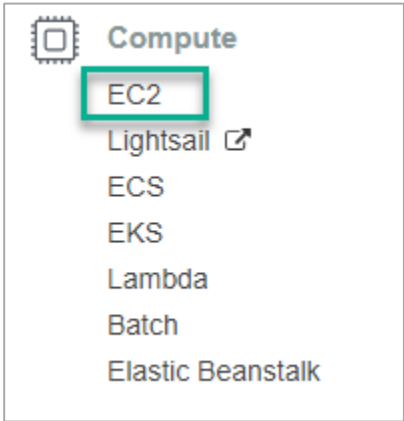 Compute
EC2
Lightsail
ECS
EKS
Lambda
Batch
Elastic Beanstalk